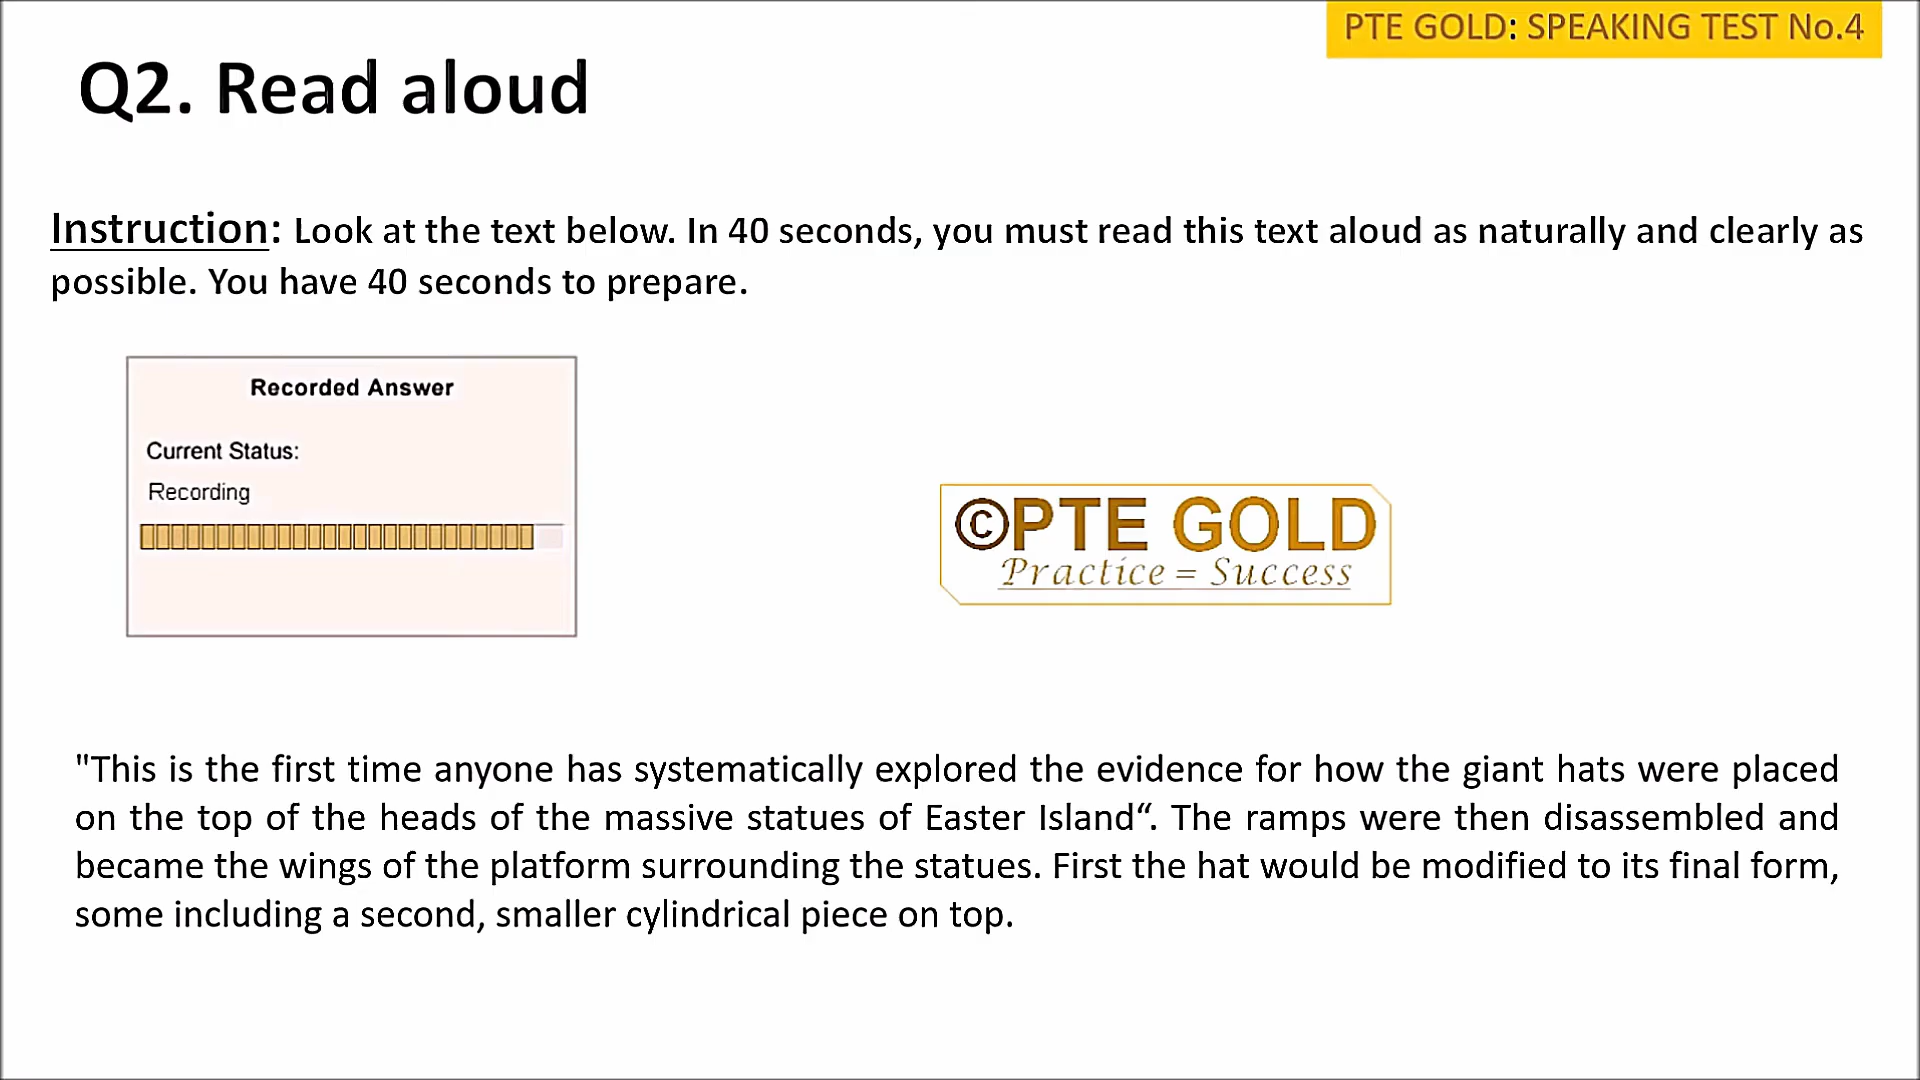 PTE GOLD: SPEAKING TEST No.4
Q2. Read aloud
Instruction: Look at the text below. In 40 seconds, you must read this text aloud as naturally and clearly as
possible. You have 40 seconds to prepare.
Recorded Answer
Current Status:
Recording
©PTE GOLD
Practice = Success
"This is the first time anyone has systematically explored the evidence for how the giant hats were placed
on the top of the heads of the massive statues of Easter Island“. The ramps were then disassembled and
became the wings of the platform surrounding the statues. First the hat would be modified to its final form,
some including a second, smaller cylindrical piece on top.